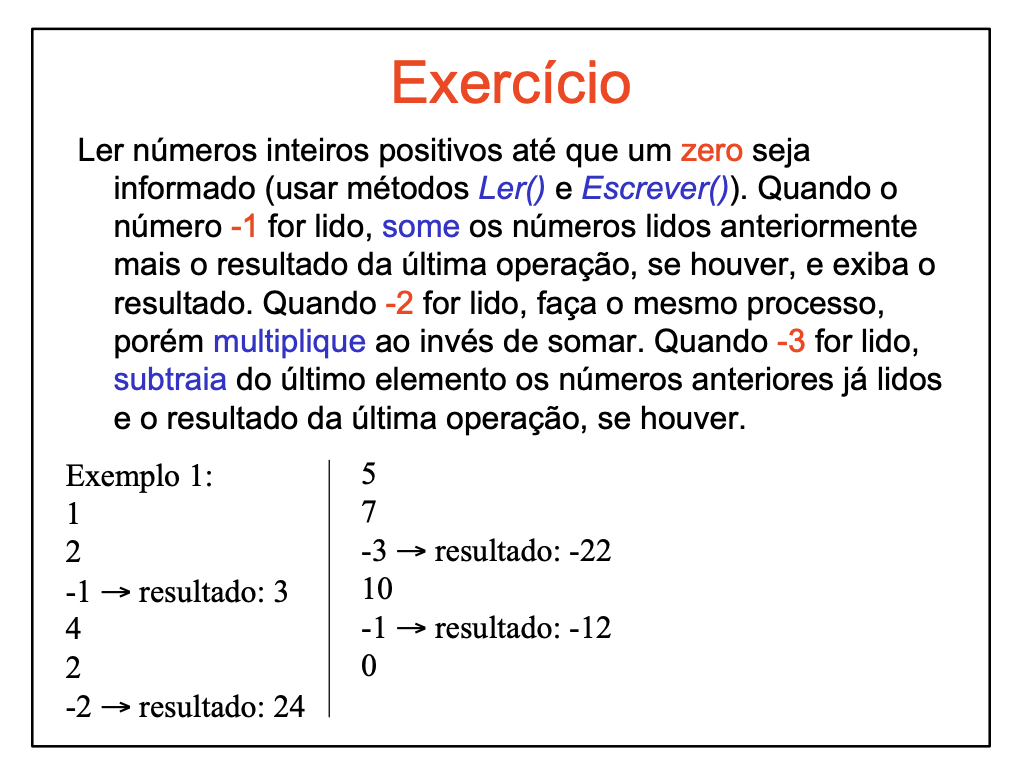 Exercício
Ler números inteiros positivos até que um zero seja
informado (usar métodos Ler() e Escrever()). Quando o
número -1 for lido, some os números lidos anteriormente
mais o resultado da última operação, se houver, e exiba o
resultado. Quando -2 for lido, faça o mesmo processo,
porém multiplique ao invés de somar. Quando -3 for lido,
subtraia do último elemento os números anteriores já lidos
e o resultado da última operação, se houver.
Exemplo 1:
1
2
-1 → resultado: 3
4
2
-2 → resultado: 24
5
7
-3 → resultado: -22
10
-1 → resultado: -12
0